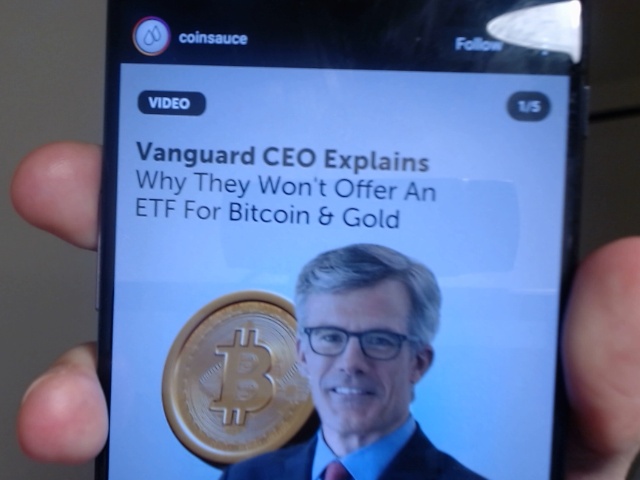 coinsauce
Follow
VIDEO
1/5
Vanguard CEO Explains
Why They Won't Offer An
ETF For Bitcoin & Gold